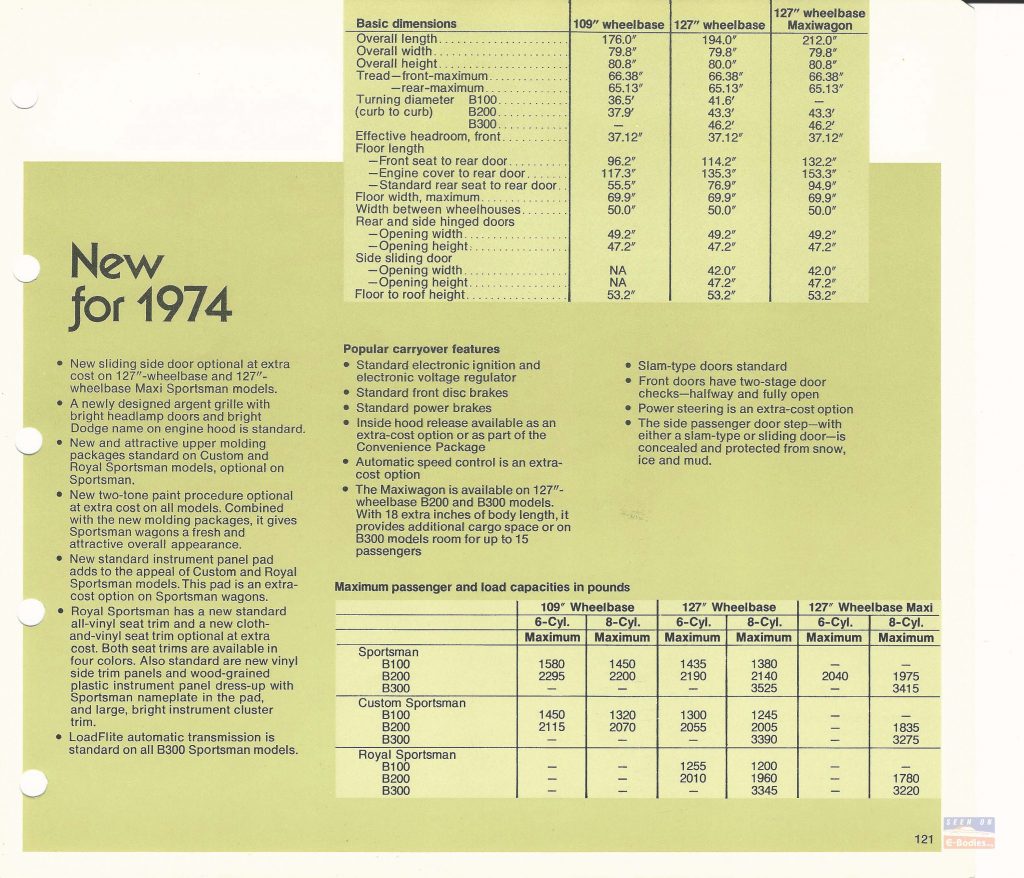 Basic dimensions 109″ wheelbase 127″ wheelbase 127″ wheelbase Maxiwagon
Overall length 176.0″ 194.0″ 212.0″
Overall width 79.8″ 79.8″ 79.8″
Overall height 80.8″ 80.0″ 80.8″
Tread—front-maximum 66.38″ 66.38″ 66.38″
—rear-maximum 65.13″ 65.13″ 65.13″
Turning diameter B100 36.5′ 41.6′ —
(curb to curb) B200 37.9′ 43.3′ 43.3′
B300 — 46.2′ 46.2′
Effective headroom, front 37.12″ 37.12″ 37.12″
Floor length
—Front seat to rear door 96.2″ 114.2″ 132.2″
—Engine cover to rear door 117.3″ 135.3″ 153.3″
—Standard rear seat to rear door 55.5″ 76.9″ 94.9″
Floor width, maximum 69.9″ 69.9″ 69.9″
Width between wheelhouses 50.0″ 50.0″ 50.0″
Rear and side hinged doors
—Opening width 49.2″ 49.2″ 49.2″
—Opening height 47.2″ 47.2″ 47.2″
Side sliding door
—Opening width NA 42.0″ 42.0″
—Opening height NA 47.2″ 47.2″
Floor to roof height 53.2″ 53.2″ 53.2″
New
for 1974
• New sliding side door optional at extra
cost on 127″-wheelbase and 127″-
wheelbase Maxi Sportsman models.
• A newly designed argent grille with
bright headlamp doors and bright
Dodge name on engine hood is standard.
• New and attractive upper molding
packages standard on Custom and
Royal Sportsman models, optional on
Sportsman.
• New two-tone paint procedure optional
at extra cost on all models. Combined
with the new molding packages, it gives
Sportsman wagons a fresh and
attractive overall appearance.
• New standard instrument panel pad
adds to the appeal of Custom and Royal
Sportsman models. This pad is an extra-
cost option on Sportsman wagons.
• Royal Sportsman has a new standard
all-vinyl seat trim and a new cloth-
and-vinyl seat trim optional at extra
cost. Both seat trims are available in
four colors. Also standard are new vinyl
side trim panels and wood-grained
plastic instrument panel dress-up with
Sportsman nameplate in the pad,
and large, bright instrument cluster
trim.
• LoadFlite automatic transmission is
standard on all B300 Sportsman models.
Popular carryover features
• Standard electronic ignition and
electronic voltage regulator
• Standard front disc brakes
• Standard power brakes
• Inside hood release available as an
extra-cost option or as part of the
Convenience Package
• Automatic speed control is an extra-
cost option
• The Maxiwagon is available on 127″-
wheelbase B200 and B300 models.
With 18 extra inches of body length, it
provides additional cargo space or on
B300 models room for up to 15
passengers
• Slam-type doors standard
• Front doors have two-stage door
checks—halfway and fully open
• Power steering is an extra-cost option
• The side passenger door step—with
either a slam-type or sliding door—is
concealed and protected from snow,
ice and mud.
Maximum passenger and load capacities in pounds
109″ Wheelbase 127″ Wheelbase 127″ Wheelbase Maxi
6-Cyl. 8-Cyl. 6-Cyl. 8-Cyl. 6-Cyl. 8-Cyl.
Maximum Maximum Maximum Maximum Maximum Maximum
Sportsman
B100 1580 1450 1435 1380 — —
B200 2295 2200 2190 2140 2040 1975
B300 — — — 3525 — 3415
Custom Sportsman
B100 1450 1320 1300 1245 — —
B200 2115 2070 2055 2005 — 1835
B300 — — — 3390 — 3275
Royal Sportsman
B100 — — 1255 1200 — —
B200 — — 2010 1960 — 1780
B300 — — — 3345 — 3220
121
SEEN ON
E-Bodies